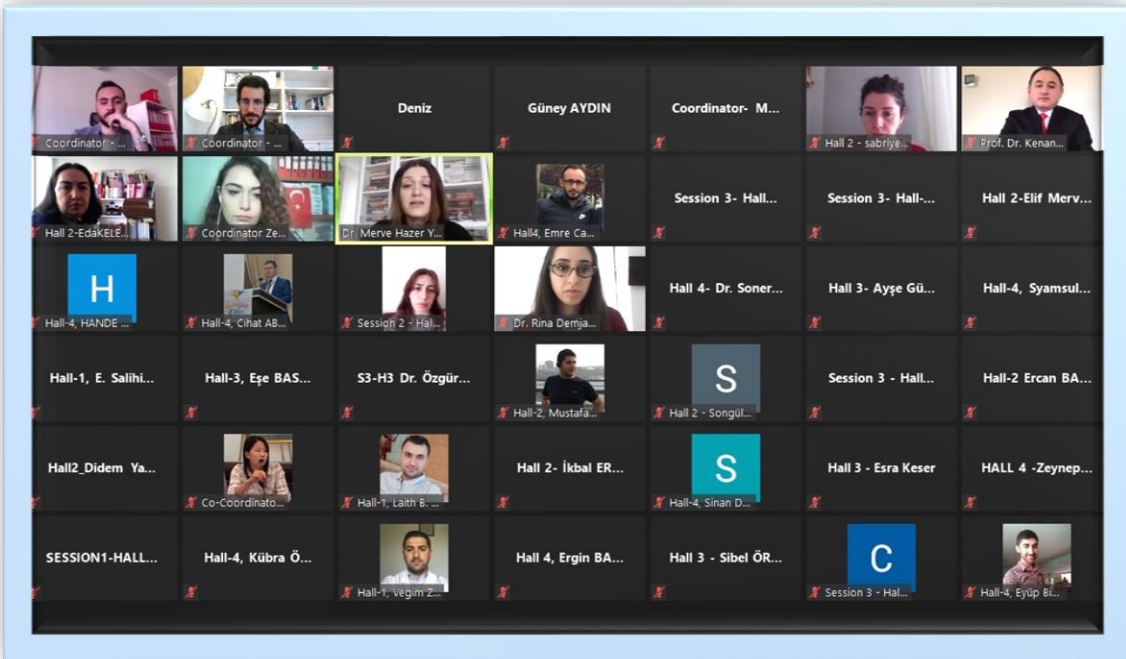 Coordinator - ...
Coordinator - ...
Deniz
Güney AYDIN
Coordinator- M...
Hall 2 - sabriye...
Prof. Dr. Kenan...
Hall 2-EdaKELE...
Coordinator Ze...
Dr. Merve Hazer Y...
Hall4, Emre Ca...
Session 3- Hall...
Session 3- Hall-...
Hall 2-Elif Merv...
H
Hall-4, HANDE ...
Hall-4, Cihat AB...
Session 2 - Hal...
Dr. Rina Demja...
Hall 4- Dr. Soner...
Hall 3- Ayşe Gü...
Hall-4, Syamsul...
Hall-1, E. Salihi...
Hall-3, Eşe BAS...
S3-H3 Dr. Özgür...
Hall-2, Mustafa...
S
Hall 2 - Songül...
Session 3 - Hall...
Hall-2 Ercan BA...
Hall2_Didem Ya...
Co-Coordinato...
Hall-1, Laith B. ...
Hall 2- İkbal ER...
S
Hall-4, Sinan D...
Hall 3 - Esra Keser
HALL 4 -Zeynep...
SESSION1-HALL...
Hall-4, Kübra Ö...
Hall-1, Vegim Z...
Hall 4, Ergin BA...
Hall 3 - Sibel ÖR...
C
Session 3 - Hal...
Hall-4, Eyüp Bi...